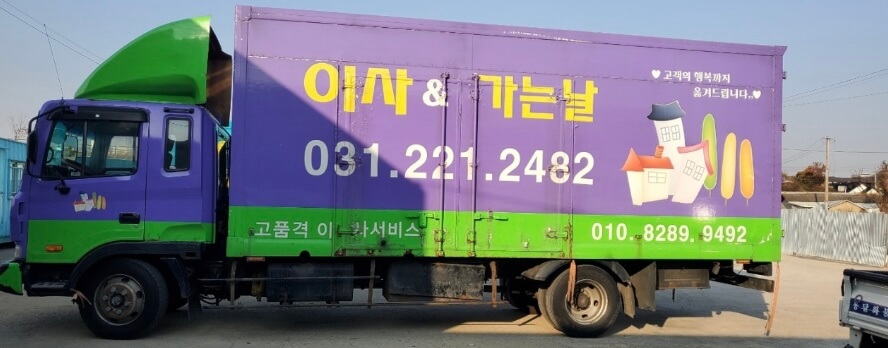 이사 & 가는날
♥ 고객의 행복까지
옮겨드립니다..♥
031.221.2482
고품격 이 사서비스
010. 8289. 9492